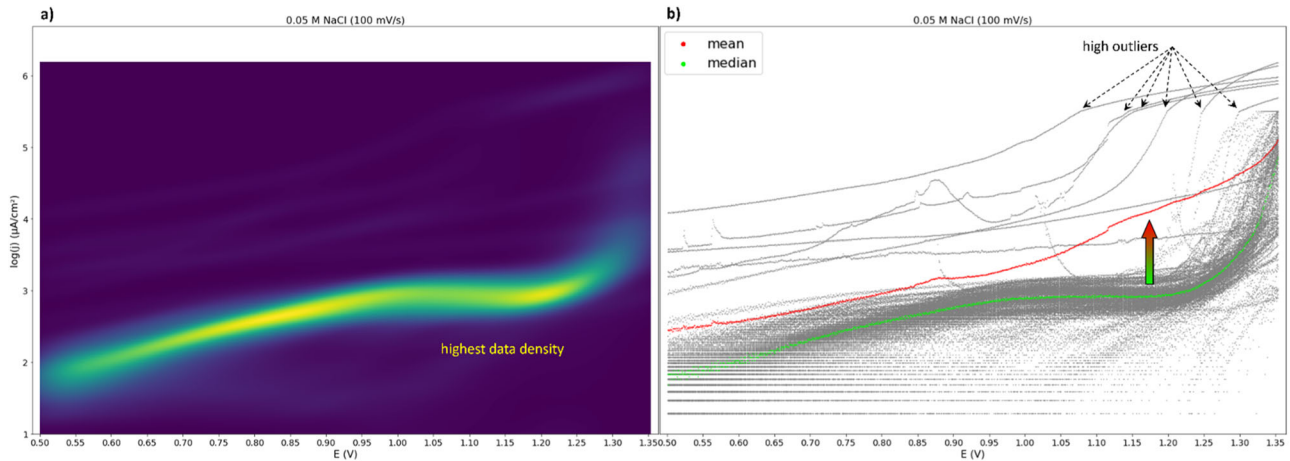 a)
0.05 M NaCl (100 mV/s)
6
5
4
3
2
1
log(j) (µA/cm²)
highest data density
0.50 0.55 0.60 0.65 0.70 0.75 0.80 0.85 0.90 0.95 1.00 1.05 1.10 1.15 1.20 1.25 1.30 1.35
E (V)
b)
0.05 M NaCl (100 mV/s)
mean
median
high outliers
0.50 0.55 0.60 0.65 0.70 0.75 0.80 0.85 0.90 0.95 1.00 1.05 1.10 1.15 1.20 1.25 1.30 1.35
E (V)